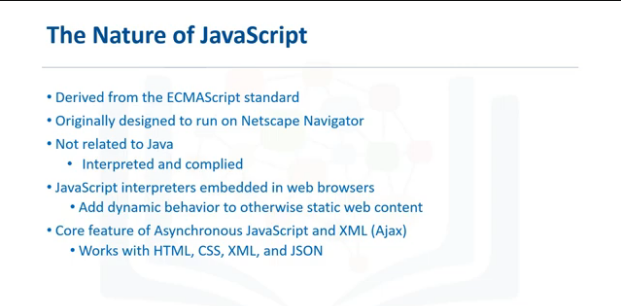 The Nature of JavaScript
• Derived from the ECMAScript standard
• Originally designed to run on Netscape Navigator
• Not related to Java
• Interpreted and complied
• JavaScript interpreters embedded in web browsers
• Add dynamic behavior to otherwise static web content
• Core feature of Asynchronous JavaScript and XML (Ajax)
• Works with HTML, CSS, XML, and JSON